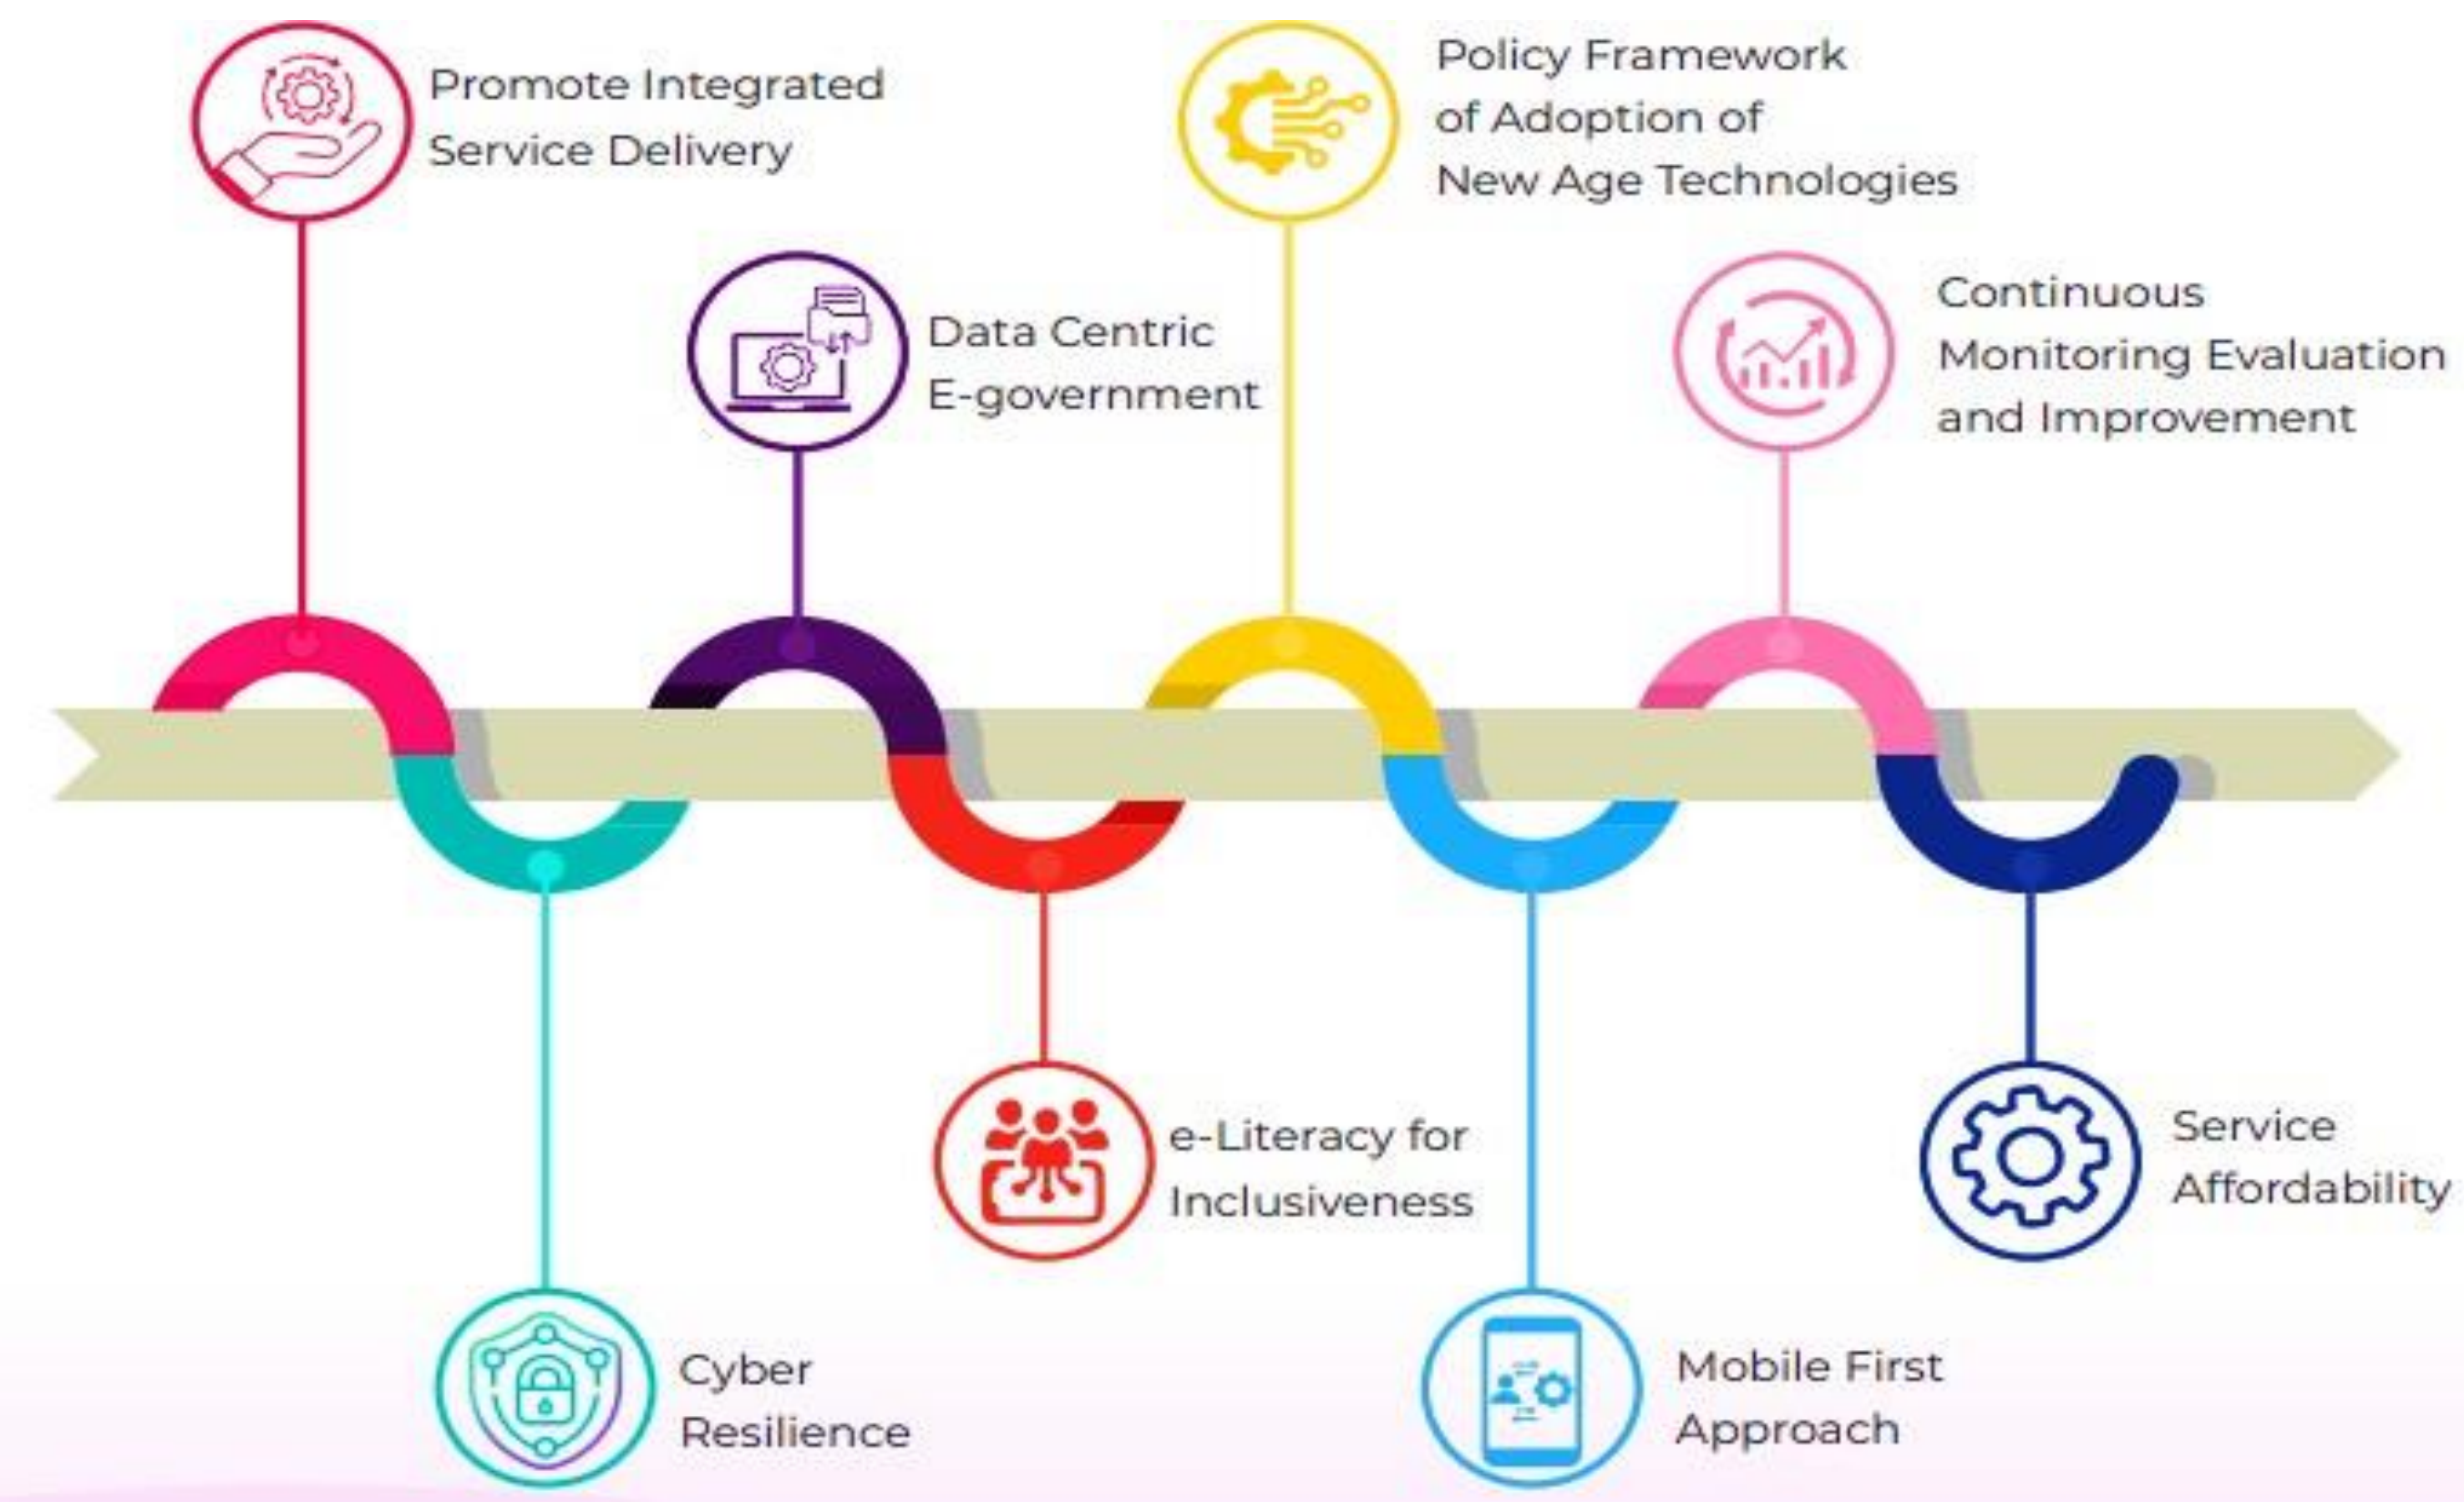 Promote Integrated
Service Delivery
Policy Framework
of Adoption of
New Age Technologies
Data Centric
E-government
Continuous
Monitoring Evaluation
and Improvement
e-Literacy for
Inclusiveness
Service
Affordability
Cyber
Resilience
Mobile First
Approach